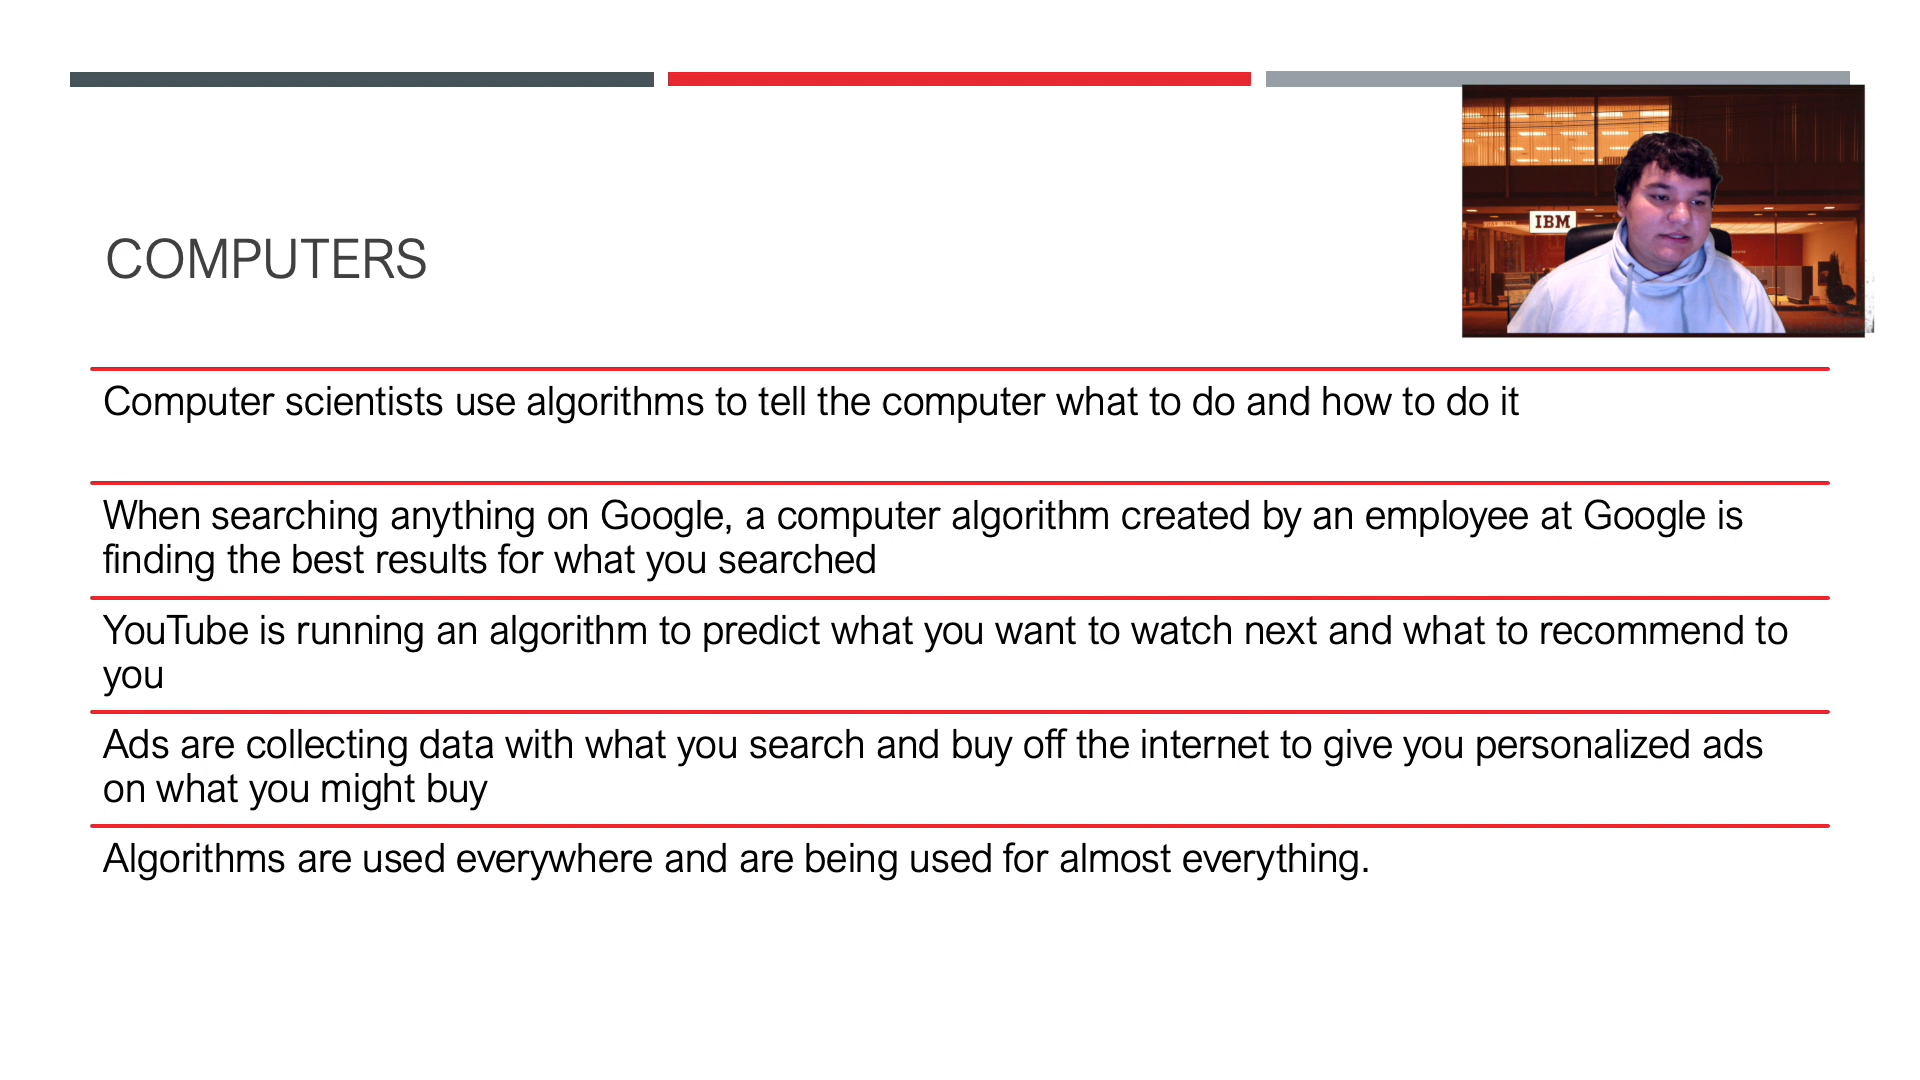 IBM
COMPUTERS
Computer scientists use algorithms to tell the computer what to do and how to do it
When searching anything on Google, a computer algorithm created by an employee at Google is
finding the best results for what you searched
YouTube is running an algorithm to predict what you want to watch next and what to recommend to
you
Ads are collecting data with what you search and buy off the internet to give you personalized ads
on what you might buy
Algorithms are used everywhere and are being used for almost everything.